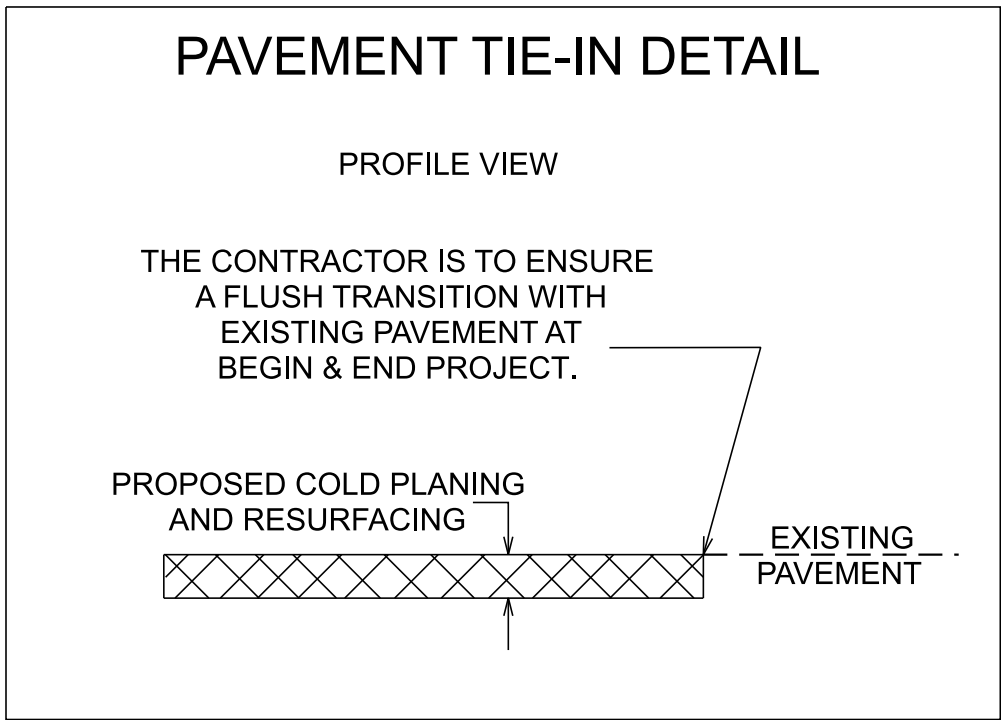 PAVEMENT TIE-IN DETAIL
PROFILE VIEW
THE CONTRACTOR IS TO ENSURE
A FLUSH TRANSITION WITH
EXISTING PAVEMENT AT
BEGIN & END PROJECT.
PROPOSED COLD PLANING
AND RESURFACING
EXISTING
PAVEMENT